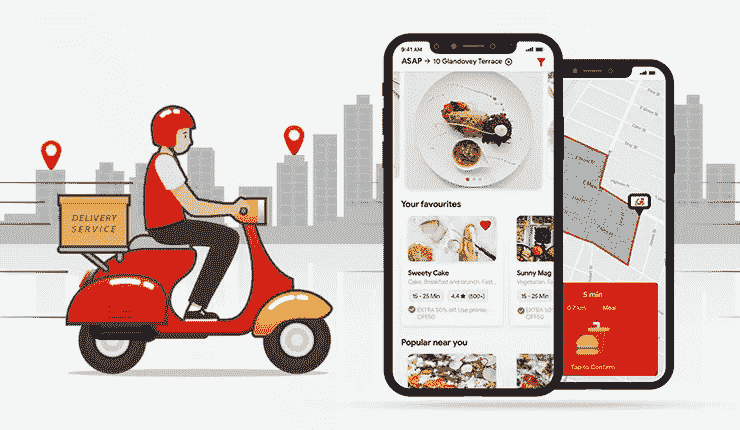 DELIVERY
SERVICE
9:41 AM
ASAP → 10 Glandovey Terrace
Your favourites
Sweety Cake
Cake, Breakfast and brunch, Fast...
15 - 25 Min
4.4 ★ (500+)
EXTRA 50% off Use promo
OFF50
Sunny Mag
Vegetarian, Fa
15 - 25 Min
EXTRA 50%
OFF50
Popular near you
5 min
Meal
Tap to Confirm